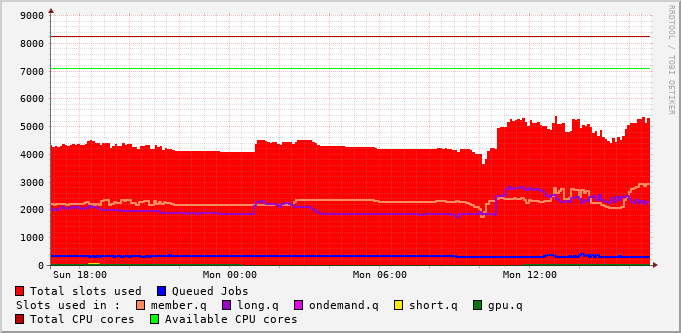 RRDTOOL / TOBI OETIKER
9000
8000
7000
6000
5000
4000
3000
2000
1000
0
Sun 18:00 Mon 00:00 Mon 06:00 Mon 12:00
Total slots used Queued Jobs
Slots used in : member.q long.q ondemand.q short.q gpu.q
Total CPU cores Available CPU cores